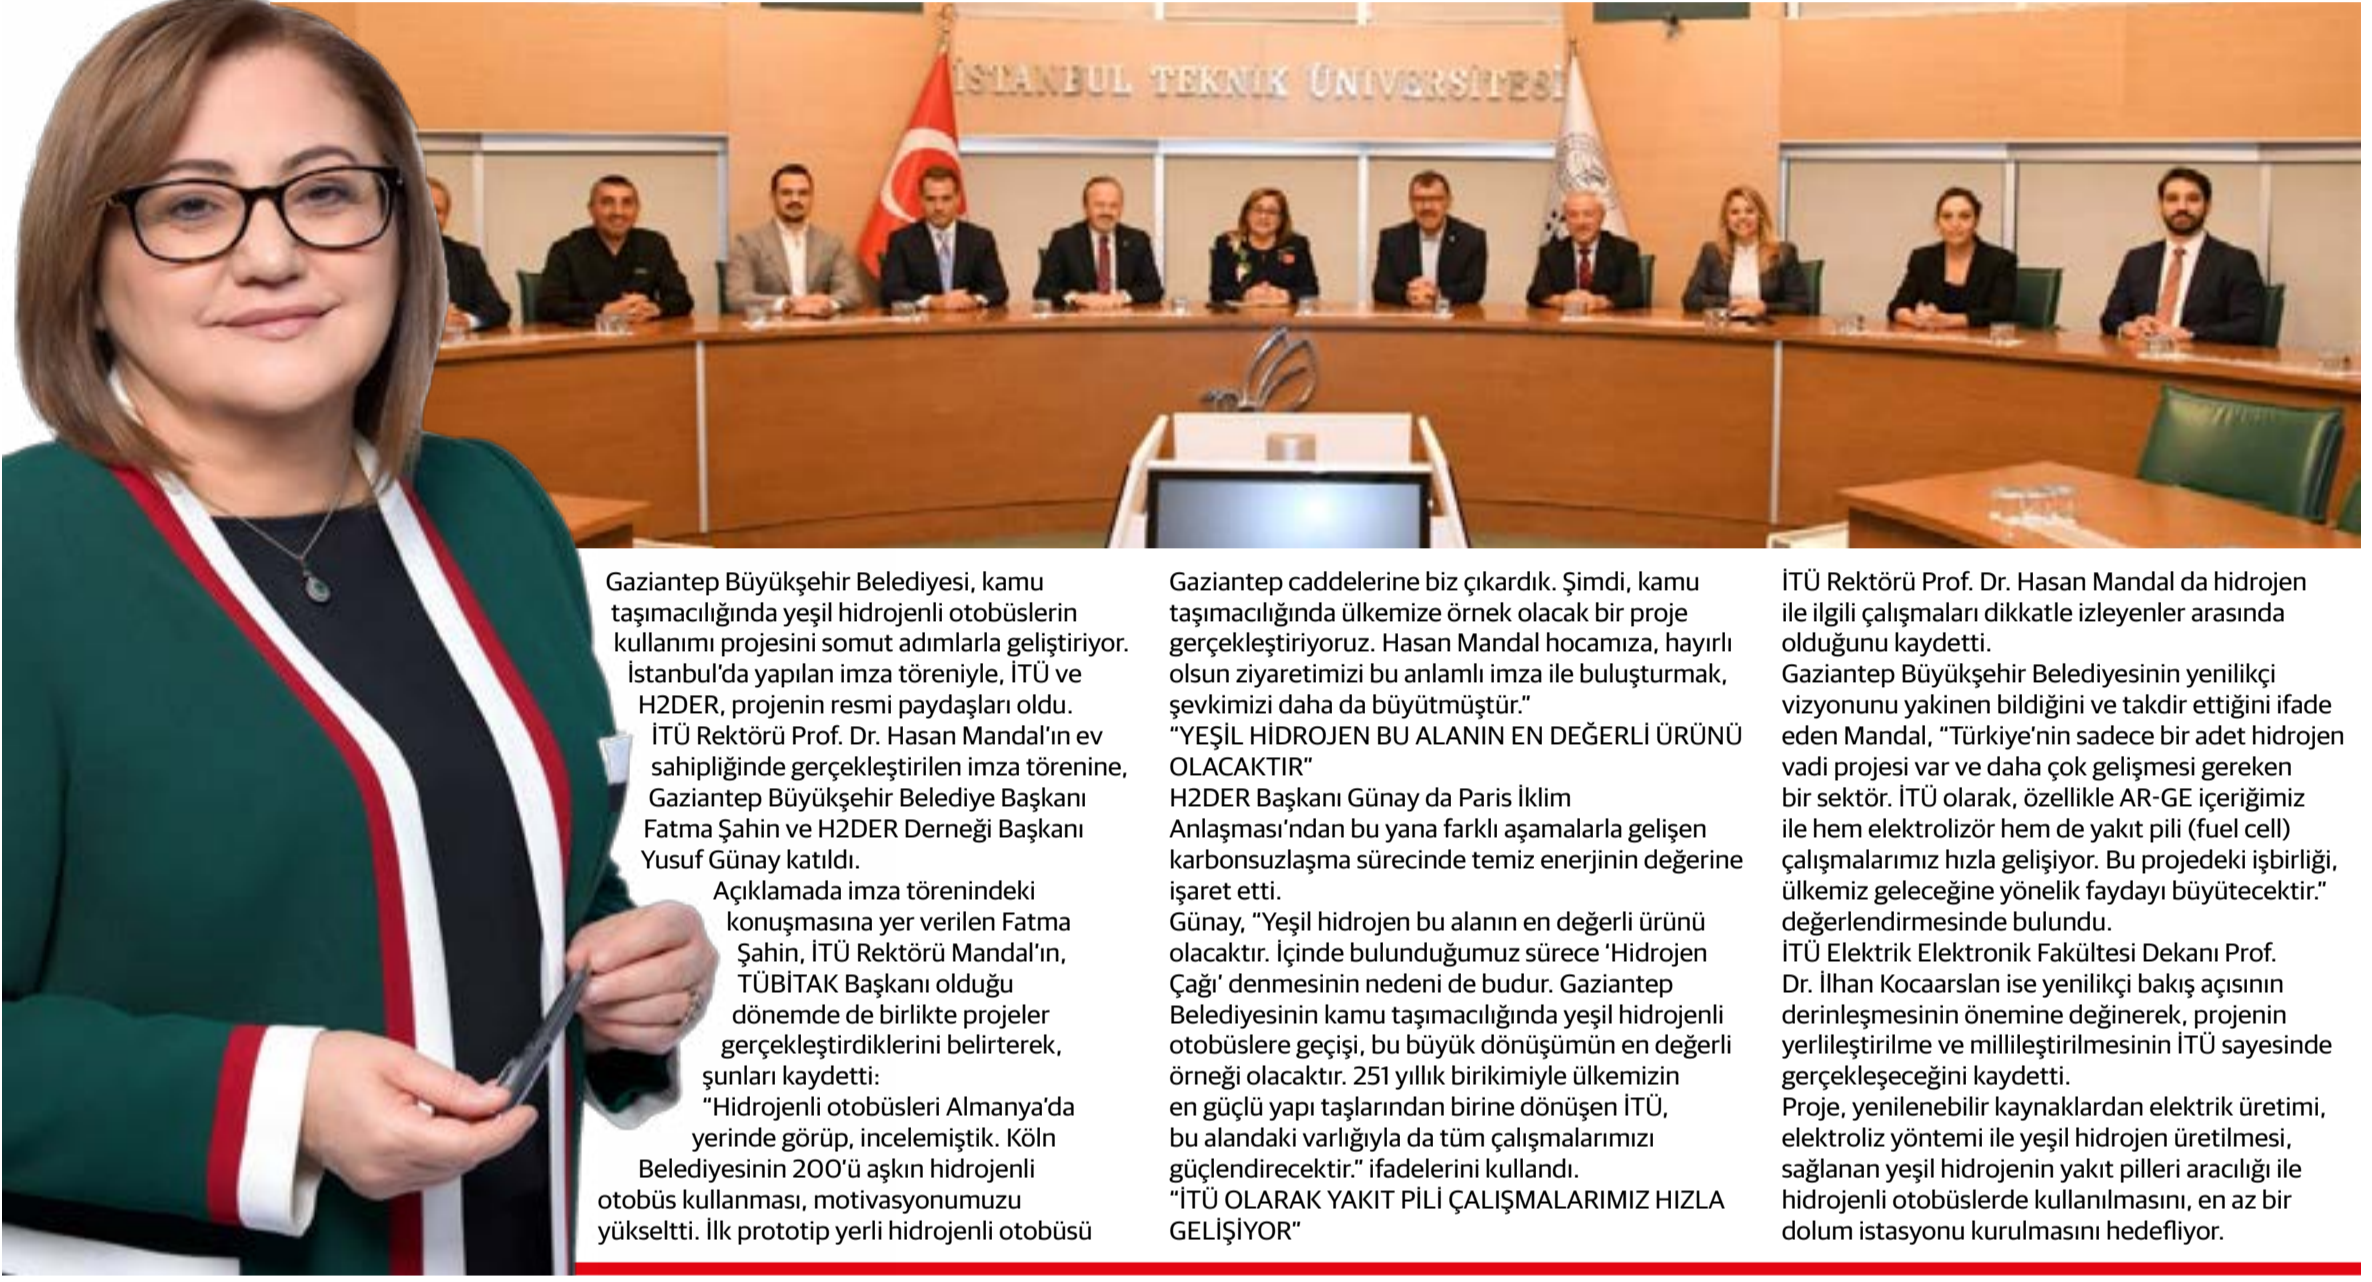 İSTANBUL TEKNİK ÜNİVERSİTESİ
Gaziantep Büyükşehir Belediyesi, kamu
taşımacılığında yeşil hidrojenli otobüslerin
kullanımı projesini somut adımlarla geliştiriyor.
İstanbul’da yapılan imza töreniyle, İTÜ ve
H2DER, projenin resmi paydaşları oldu.
İTÜ Rektörü Prof. Dr. Hasan Mandal’ın ev
sahipliğinde gerçekleştirilen imza törenine,
Gaziantep Büyükşehir Belediye Başkanı
Fatma Şahin ve H2DER Derneği Başkanı
Yusuf Günay katıldı.
Açıklamada imza törenindeki
konuşmasına yer verilen Fatma
Şahin, İTÜ Rektörü Mandal’ın,
TÜBİTAK Başkanı olduğu
dönemde de birlikte projeler
gerçekleştirdiklerini belirterek,
şunları kaydetti:
“Hidrojenli otobüsleri Almanya’da
yerinde görüp, incelemiştik. Köln
Belediyesinin 200’ü aşkın hidrojenli
otobüs kullanması, motivasyonumuzu
yükseltti. İlk prototip yerli hidrojenli otobüsü
Gaziantep caddelerine biz çıkardık. Şimdi, kamu
taşımacılığında ülkemize örnek olacak bir proje
gerçekleştiriyoruz. Hasan Mandal hocamıza, hayırlı
olsun ziyaretimizi bu anlamlı imza ile buluşturmak,
şevkimizi daha da büyütmüştür.”
“YEŞİL HİDROJEN BU ALANIN EN DEĞERLİ ÜRÜNÜ
OLACAKTIR”
H2DER Başkanı Günay da Paris İklim
Anlaşması’ndan bu yana farklı aşamalarla gelişen
karbonsuzlaşma sürecinde temiz enerjinin değerine
işaret etti.
Günay, “Yeşil hidrojen bu alanın en değerli ürünü
olacaktır. İçinde bulunduğumuz sürece ‘Hidrojen
Çağı’ denmesinin nedeni de budur. Gaziantep
Belediyesinin kamu taşımacılığında yeşil hidrojenli
otobüslere geçişi, bu büyük dönüşümün en değerli
örneği olacaktır. 251 yıllık birikimiyle ülkemizin
en güçlü yapı taşlarından birine dönüşen İTÜ,
bu alandaki varlığıyla da tüm çalışmalarımızı
güçlendirecektir.” ifadelerini kullandı.
“İTÜ OLARAK YAKIT PİLİ ÇALIŞMALARIMIZ HIZLA
GELİŞİYOR”
İTÜ Rektörü Prof. Dr. Hasan Mandal da hidrojen
ile ilgili çalışmaları dikkatle izleyenler arasında
olduğunu kaydetti.
Gaziantep Büyükşehir Belediyesinin yenilikçi
vizyonunu yakinen bildiğini ve takdir ettiğini ifade
eden Mandal, “Türkiye’nin sadece bir adet hidrojen
vadi projesi var ve daha çok gelişmesi gereken
bir sektör. İTÜ olarak, özellikle AR-GE içeriğimiz
ile hem elektrolizör hem de yakıt pili (fuel cell)
çalışmalarımız hızla gelişiyor. Bu projedeki işbirliği,
ülkemiz geleceğine yönelik faydayı büyütecektir.”
değerlendirmesinde bulundu.
İTÜ Elektrik Elektronik Fakültesi Dekanı Prof.
Dr. İlhan Kocaarslan ise yenilikçi bakış açısının
derinleşmesinin önemine değinerek, projenin
yerlileştirilme ve millileştirilmesinin İTÜ sayesinde
gerçekleşeceğini kaydetti.
Proje, yenilenebilir kaynaklardan elektrik üretimi,
elektroliz yöntemi ile yeşil hidrojen üretilmesi,
sağlanan yeşil hidrojenin yakıt pilleri aracılığı ile
hidrojenli otobüslerde kullanılmasını, en az bir
dolum istasyonu kurulmasını hedefliyor.